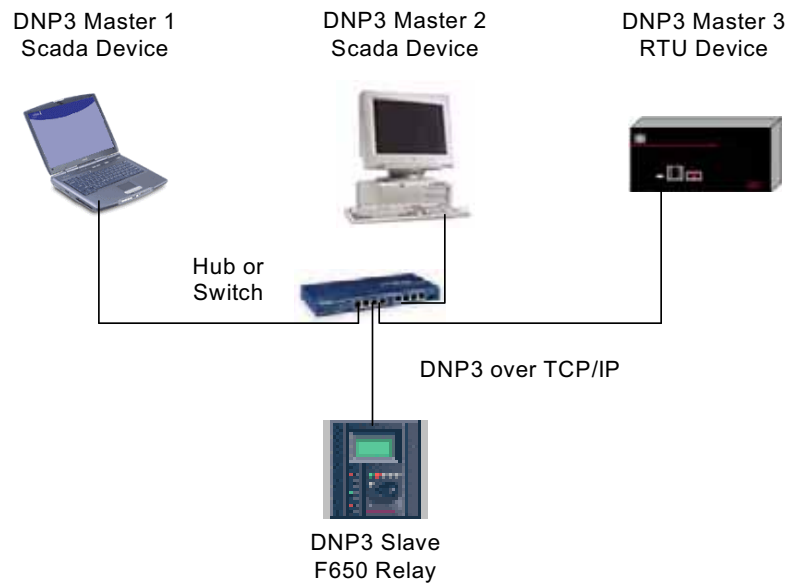 DNP3 Master 1
Scada Device
DNP3 Master 2
Scada Device
DNP3 Master 3
RTU Device
Hub or
Switch
DNP3 over TCP/IP
DNP3 Slave
F650 Relay